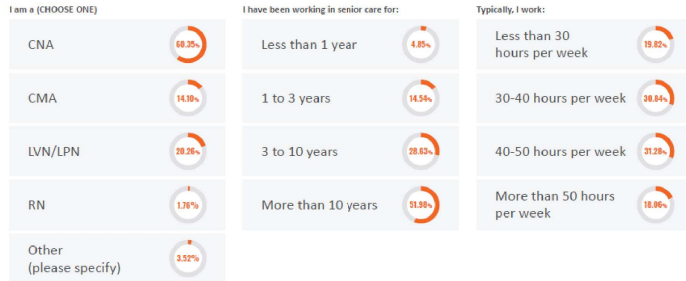 I am a (CHOOSE ONE)
CNA
60.35%
CMA
14.10%
LVN/LPN
20.26%
RN
1.76%
Other
(please specify)
3.52%
I have been working in senior care for:
Less than 1 year
4.85%
1 to 3 years
14.54%
3 to 10 years
28.63%
More than 10 years
51.98%
Typically, I work:
Less than 30
hours per week
19.82%
30-40 hours per week
30.84%
40-50 hours per week
31.28%
More than 50 hours
per week
18.06%